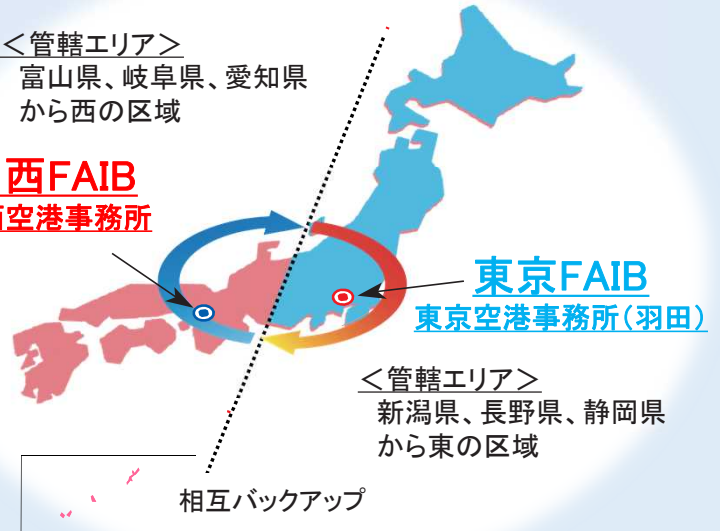 ＜管轄エリア＞
富山県、岐阜県、愛知県
から西の区域
西FAIB
空港事務所
東京FAIB
東京空港事務所（羽田）
＜管轄エリア＞
新潟県、長野県、静岡県
から東の区域
相互バックアップ